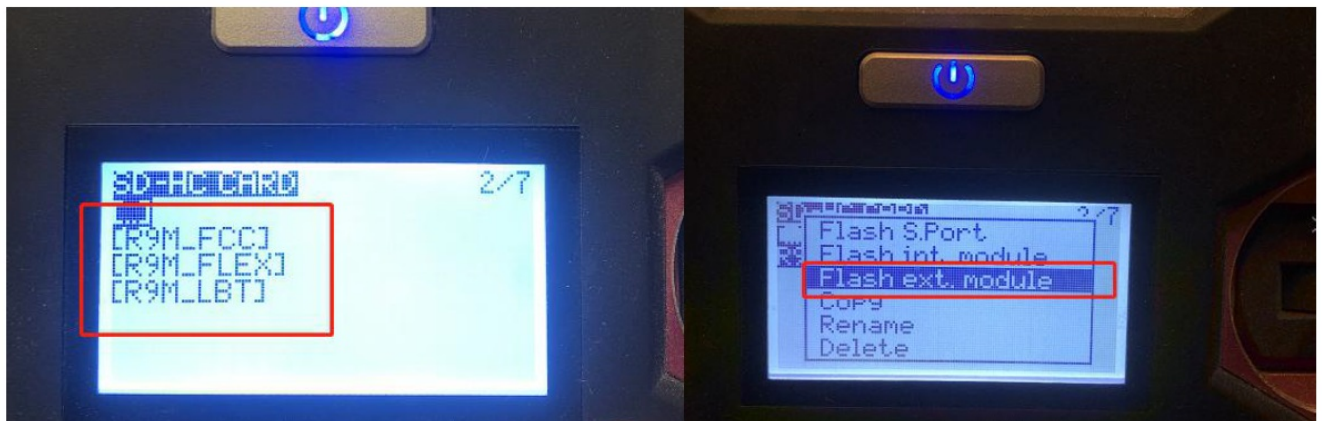 SD-HC CARD 2/7
[R9M_FCC]
[R9M_FLEX]
[R9M_LBT]
2/7
Flash S.Port
Flash int. module
Flash ext. module
Copy
Rename
Delete